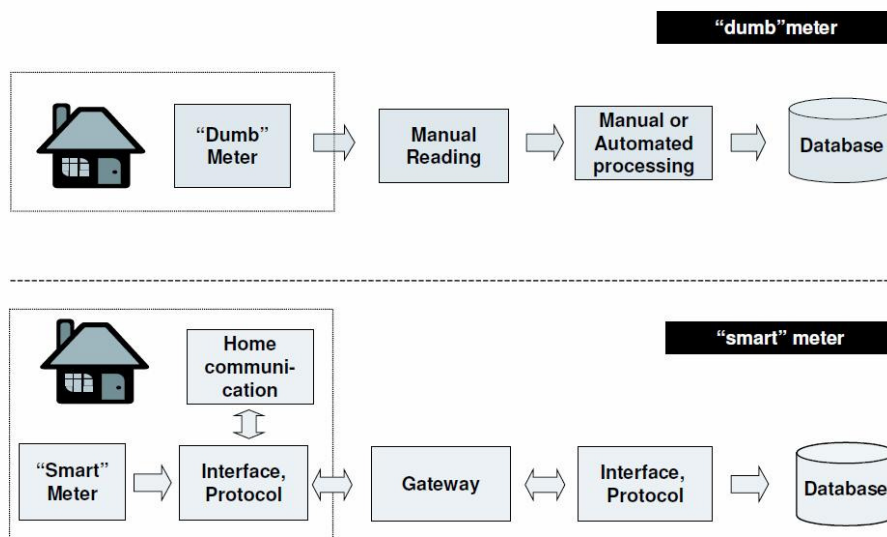 “dumb”meter
“Dumb”
Meter
Manual
Reading
Manual or
Automated
processing
Database
“smart” meter
Home
communi-
cation
“Smart”
Meter
Interface,
Protocol
Gateway
Interface,
Protocol
Database